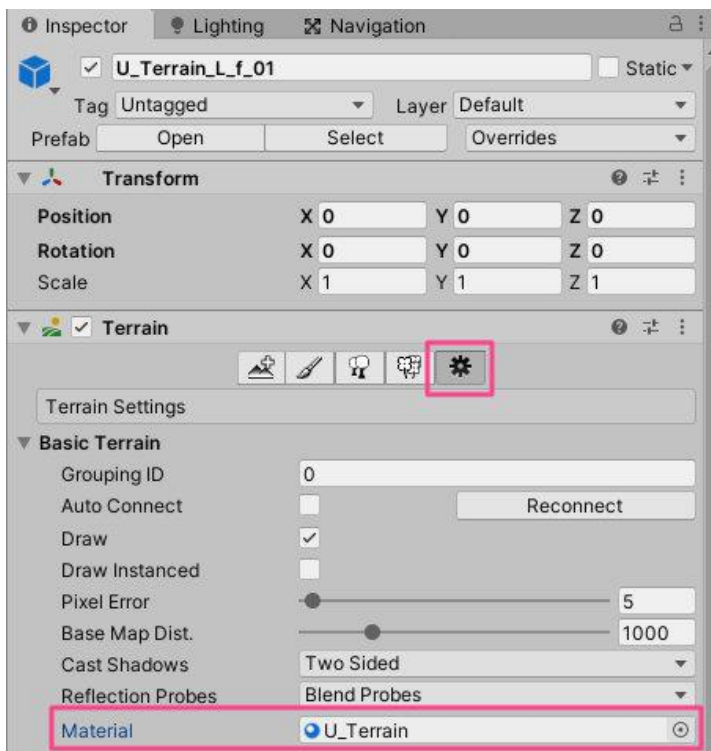 Inspector Lighting Navigation
U_Terrain_L_f_01 Static
Tag Untagged Layer Default
Prefab Open Select Overrides
Transform
Position X 0 Y 0 Z 0
Rotation X 0 Y 0 Z 0
Scale X 1 Y 1 Z 1
Terrain
Terrain Settings
Basic Terrain
Grouping ID 0
Auto Connect Reconnect
Draw
Draw Instanced
Pixel Error 5
Base Map Dist. 1000
Cast Shadows Two Sided
Reflection Probes Blend Probes
Material U_Terrain